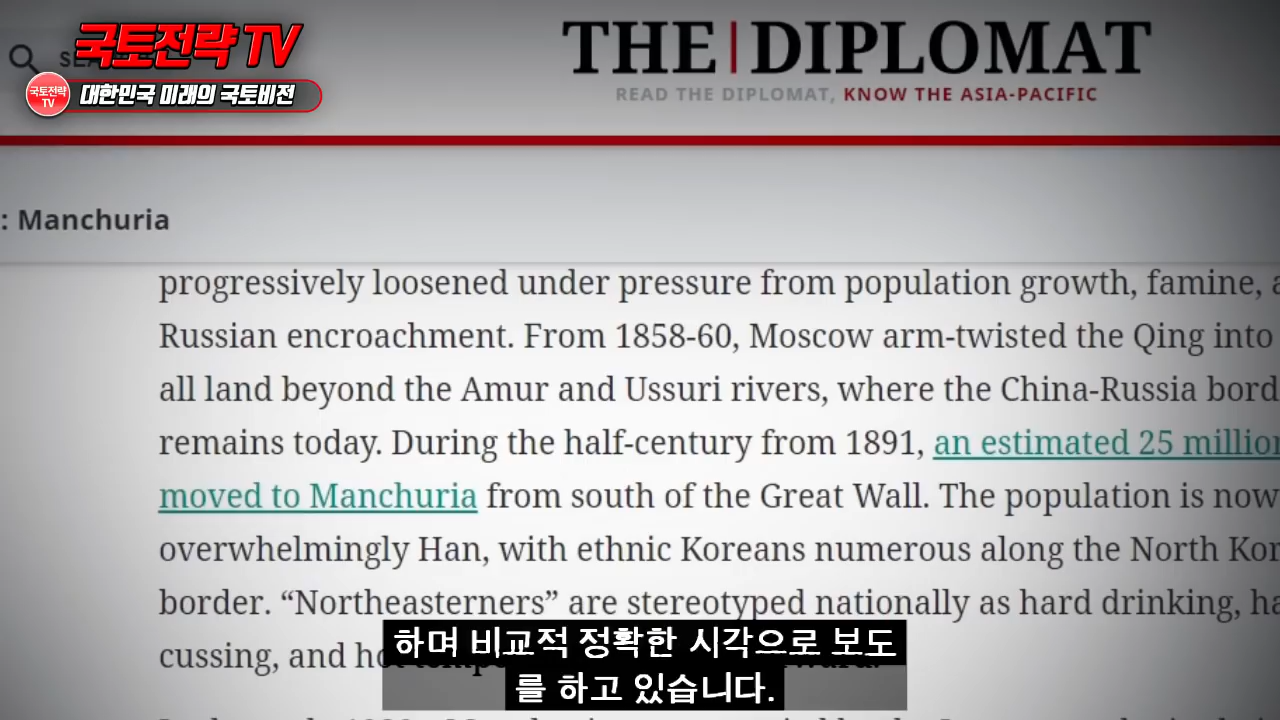 국토전략 TV
국토전략
TV
대한민국 미래의 국토비전
THE DIPLOMAT
READ THE DIPLOMAT, KNOW THE ASIA-PACIFIC
: Manchuria
progressively loosened under pressure from population growth, famine,
Russian encroachment. From 1858-60, Moscow arm-twisted the Qing into
all land beyond the Amur and Ussuri rivers, where the China-Russia
remains today. During the half-century from 1891, an estimated 25
moved to Manchuria from south of the Great Wall. The population is now
overwhelmingly Han, with ethnic Koreans numerous along the North
border. “Northeasterners” are stereotyped nationally as hard drinking,
cussing, and
하며 비교적 정확한 시각으로 보도
를 하고 있습니다.